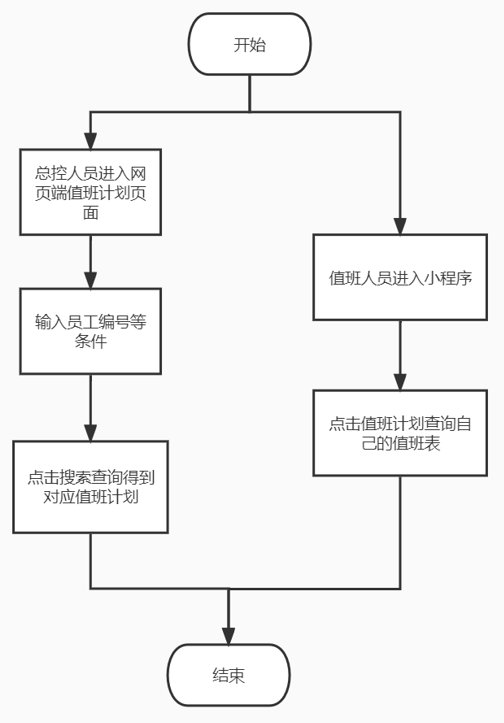 开始
总控人员进入网
页端值班计划页
面
输入员工编号等
条件
点击搜索查询得到
对应值班计划
值班人员进入小程序
点击值班计划查询自
己的值班表
结束